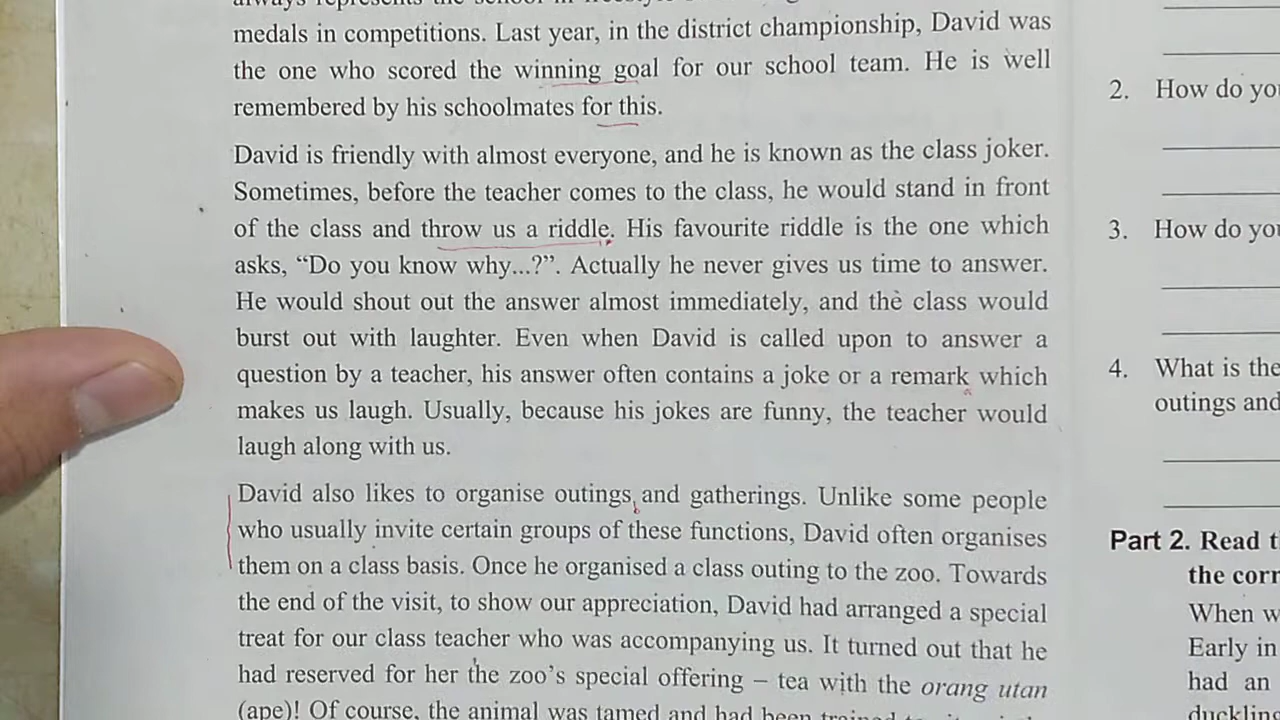 always represents the school in freestyle
medals in competitions. Last year, in the district championship, David was
the one who scored the winning goal for our school team. He is well
remembered by his schoolmates for this.
David is friendly with almost everyone, and he is known as the class joker.
Sometimes, before the teacher comes to the class, he would stand in front
of the class and throw us a riddle. His favourite riddle is the one which
asks, “Do you know why...?”. Actually he never gives us time to answer.
He would shout out the answer almost immediately, and the class would
burst out with laughter. Even when David is called upon to answer a
question by a teacher, his answer often contains a joke or a remark which
makes us laugh. Usually, because his jokes are funny, the teacher would
laugh along with us.
David also likes to organise outings and gatherings. Unlike some people
who usually invite certain groups of these functions, David often organises
them on a class basis. Once he organised a class outing to the zoo. Towards
the end of the visit, to show our appreciation, David had arranged a special
treat for our class teacher who was accompanying us. It turned out that he
had reserved for her the zoo’s special offering – tea with the orang utan
(ape)! Of course, the animal was tamed and had been trained to
2. How do yo
3. How do you
4. What is the
outings and
Part 2. Read t
the corr
When w
Early in
had an
duckling